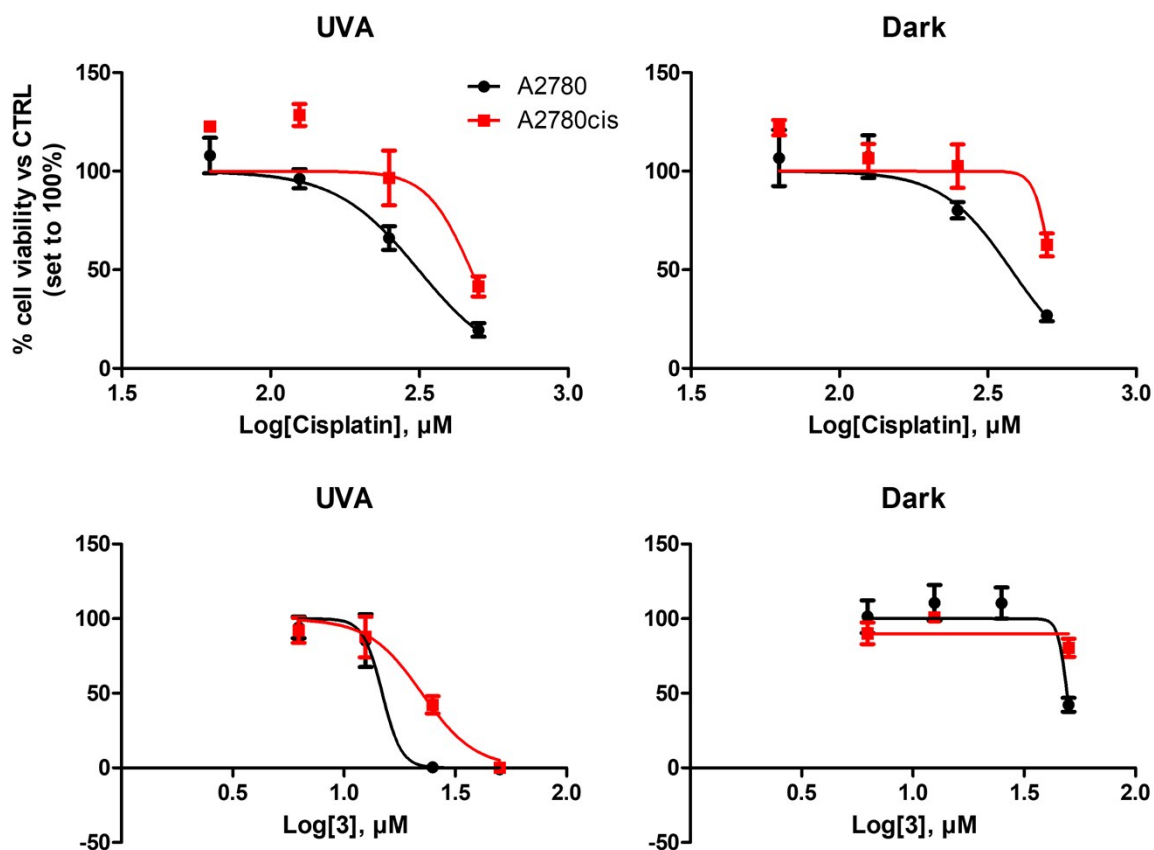 UVA
Dark
% cell viability vs CTRL
(set to 100%)
150
100
50
0
1.5
2.0
2.5
3.0
Log[Cisplatin], µM
A2780
A2780cis
150
100
50
0
1.5
2.0
2.5
3.0
Log[Cisplatin], µM
UVA
Dark
150
100
50
0
-50
0.5
1.0
1.5
2.0
Log[3], µM
150
100
50
0
-50
0.5
1.0
1.5
2.0
Log[3], µM